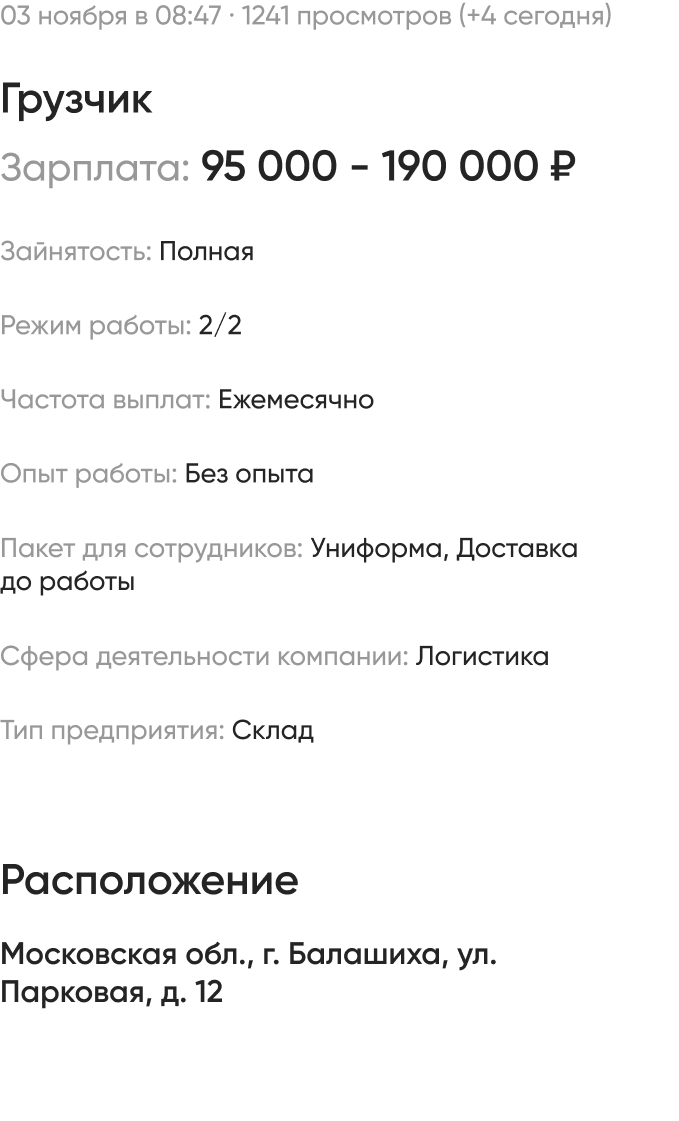 03 ноября в 08:47 · 1241 просмотров (+4 сегодня)
Грузчик
Зарплата: 95 000 - 190 000 ₽
Зайнятость: Полная
Режим работы: 2/2
Частота выплат: Ежемесячно
Опыт работы: Без опыта
Пакет для сотрудников: Униформа, Доставка
до работы
Сфера деятельности компании: Логистика
Тип предприятия: Склад
Расположение
Московская обл., г. Балашиха, ул.
Парковая, д. 12